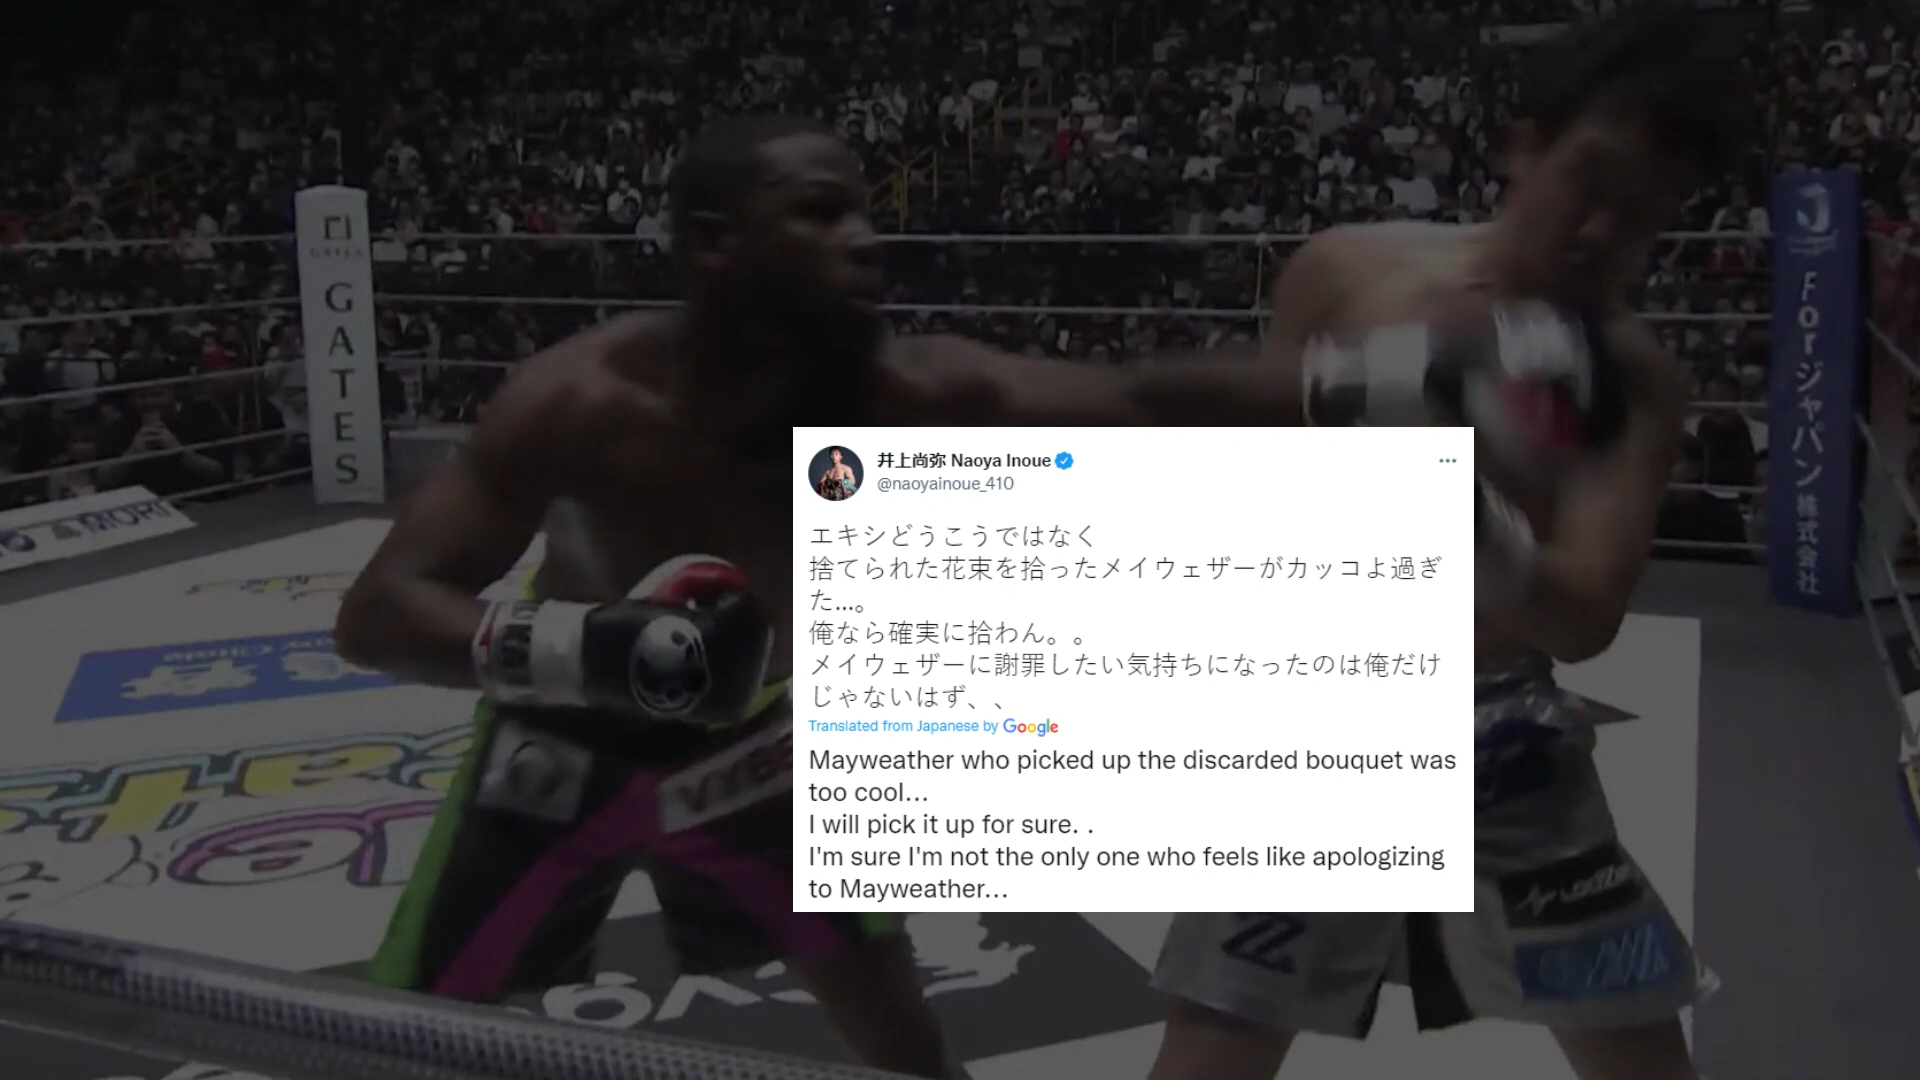 GATES
GATES
Forジャパン株式会社
井上尚弥 Naoya Inoue
@naoyainoue_410
エキシどうこうではなく
捨てられた花束を拾ったメイウェザーがカッコよ過ぎ
た...。
俺なら確実に拾わん。。
メイウェザーに謝罪したい気持ちになったのは俺だけ
じゃないはず、、
Translated from Japanese by Google
Mayweather who picked up the discarded bouquet was
too cool...
I will pick it up for sure. .
I'm sure I'm not the only one who feels like apologizing
to Mayweather...